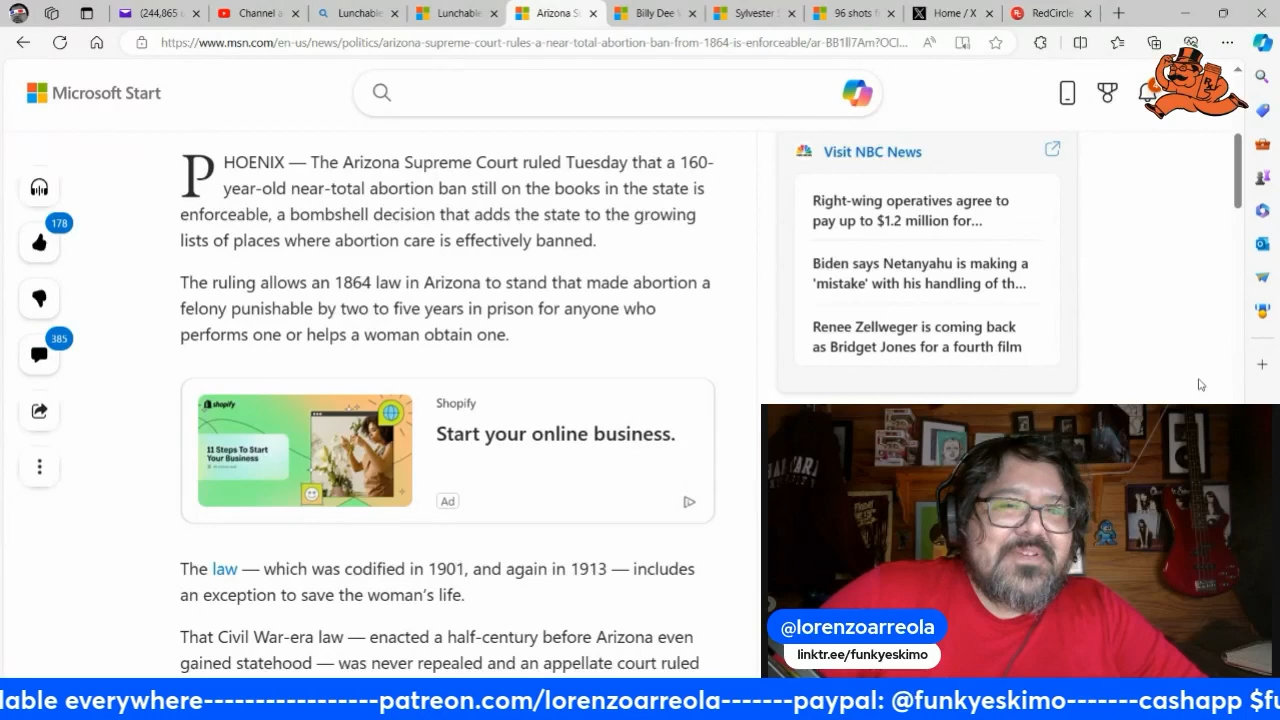 (244,865 u
Channel a
Lunchable
Lunchable
Arizona S
Billy Dee
Sylvester
96 shots f
Home / X
RedCircle
https://www.msn.com/en-us/news/politics/arizona-supreme-court-rules-a-near-total-abortion-ban-from-1864-is-enforceable/ar-BB1ll7Am?OCI...
Microsoft Start
PHOENIX — The Arizona Supreme Court ruled Tuesday that a 160-
year-old near-total abortion ban still on the books in the state is
enforceable, a bombshell decision that adds the state to the growing
lists of places where abortion care is effectively banned.
The ruling allows an 1864 law in Arizona to stand that made abortion a
felony punishable by two to five years in prison for anyone who
performs one or helps a woman obtain one.
178
385
shopify
11 Steps To Start
Your Business
Shopify
Start your online business.
Ad
The law — which was codified in 1901, and again in 1913 — includes
an exception to save the woman's life.
That Civil War-era law — enacted a half-century before Arizona even
gained statehood — was never repealed and an appellate court ruled
Visit NBC News
Right-wing operatives agree to
pay up to $1.2 million for...
Biden says Netanyahu is making a
'mistake' with his handling of th...
Renee Zellweger is coming back
as Bridget Jones for a fourth film
@lorenzoarreola
linktr.ee/funkyeskimo
lable everywhere----------------patreon.com/lorenzoarreola-------paypal: @funkyeskimo-------cashapp $fu